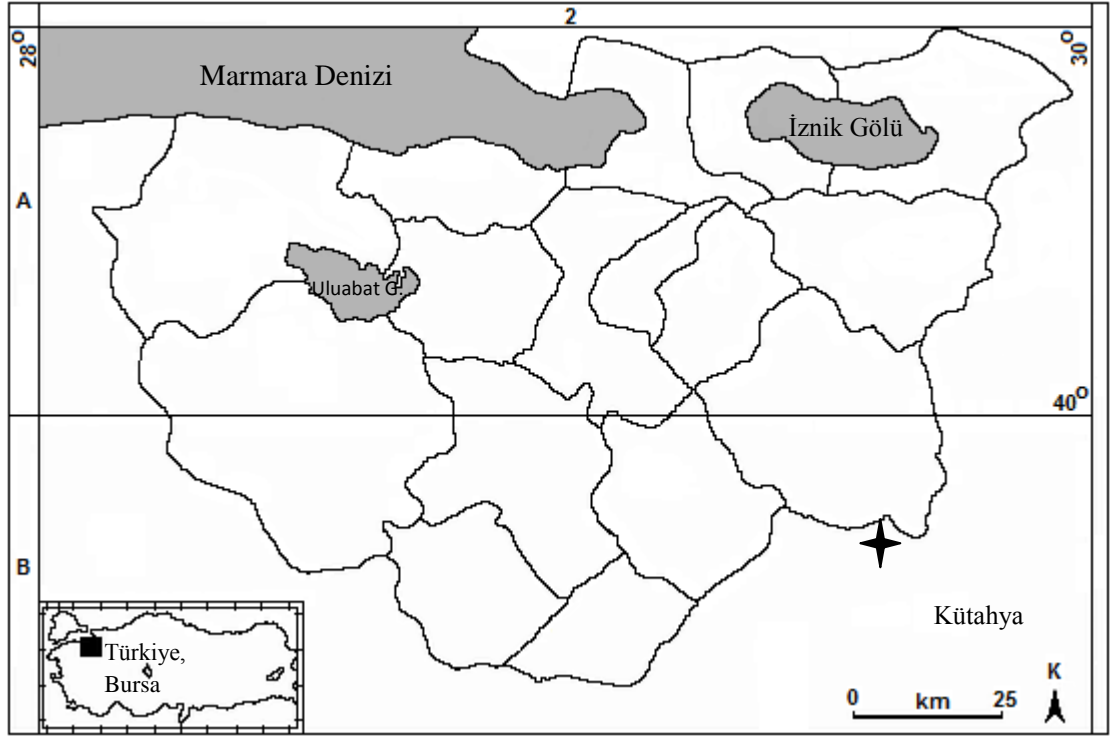 2
28°
30°
Marmara Denizi
İznik Gölü
A
Uluabat G.
40°
B
Kütahya
Türkiye,
Bursa
K
0 km 25